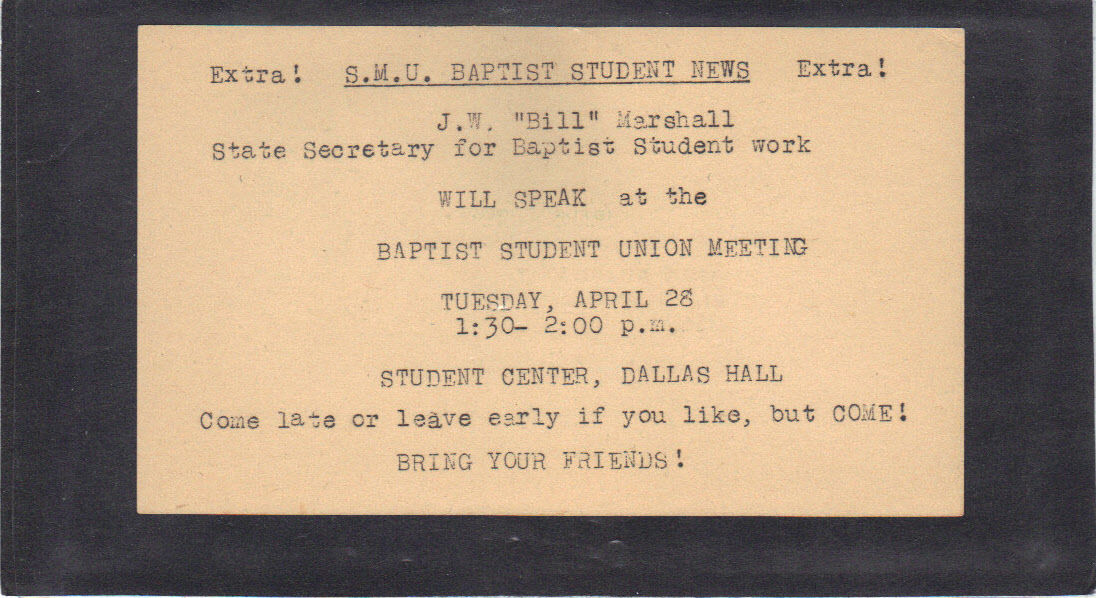 Extra! S.M.U. BAPTIST STUDENT NEWS Extra!
J.W. "Bill" Marshall
State Secretary for Baptist Student work
WILL SPEAK at the
BAPTIST STUDENT UNION MEETING
TUESDAY, APRIL 28
1:30- 2:00 p.m.
STUDENT CENTER, DALLAS HALL
Come late or leave early if you like, but COME!
BRING YOUR FRIENDS!